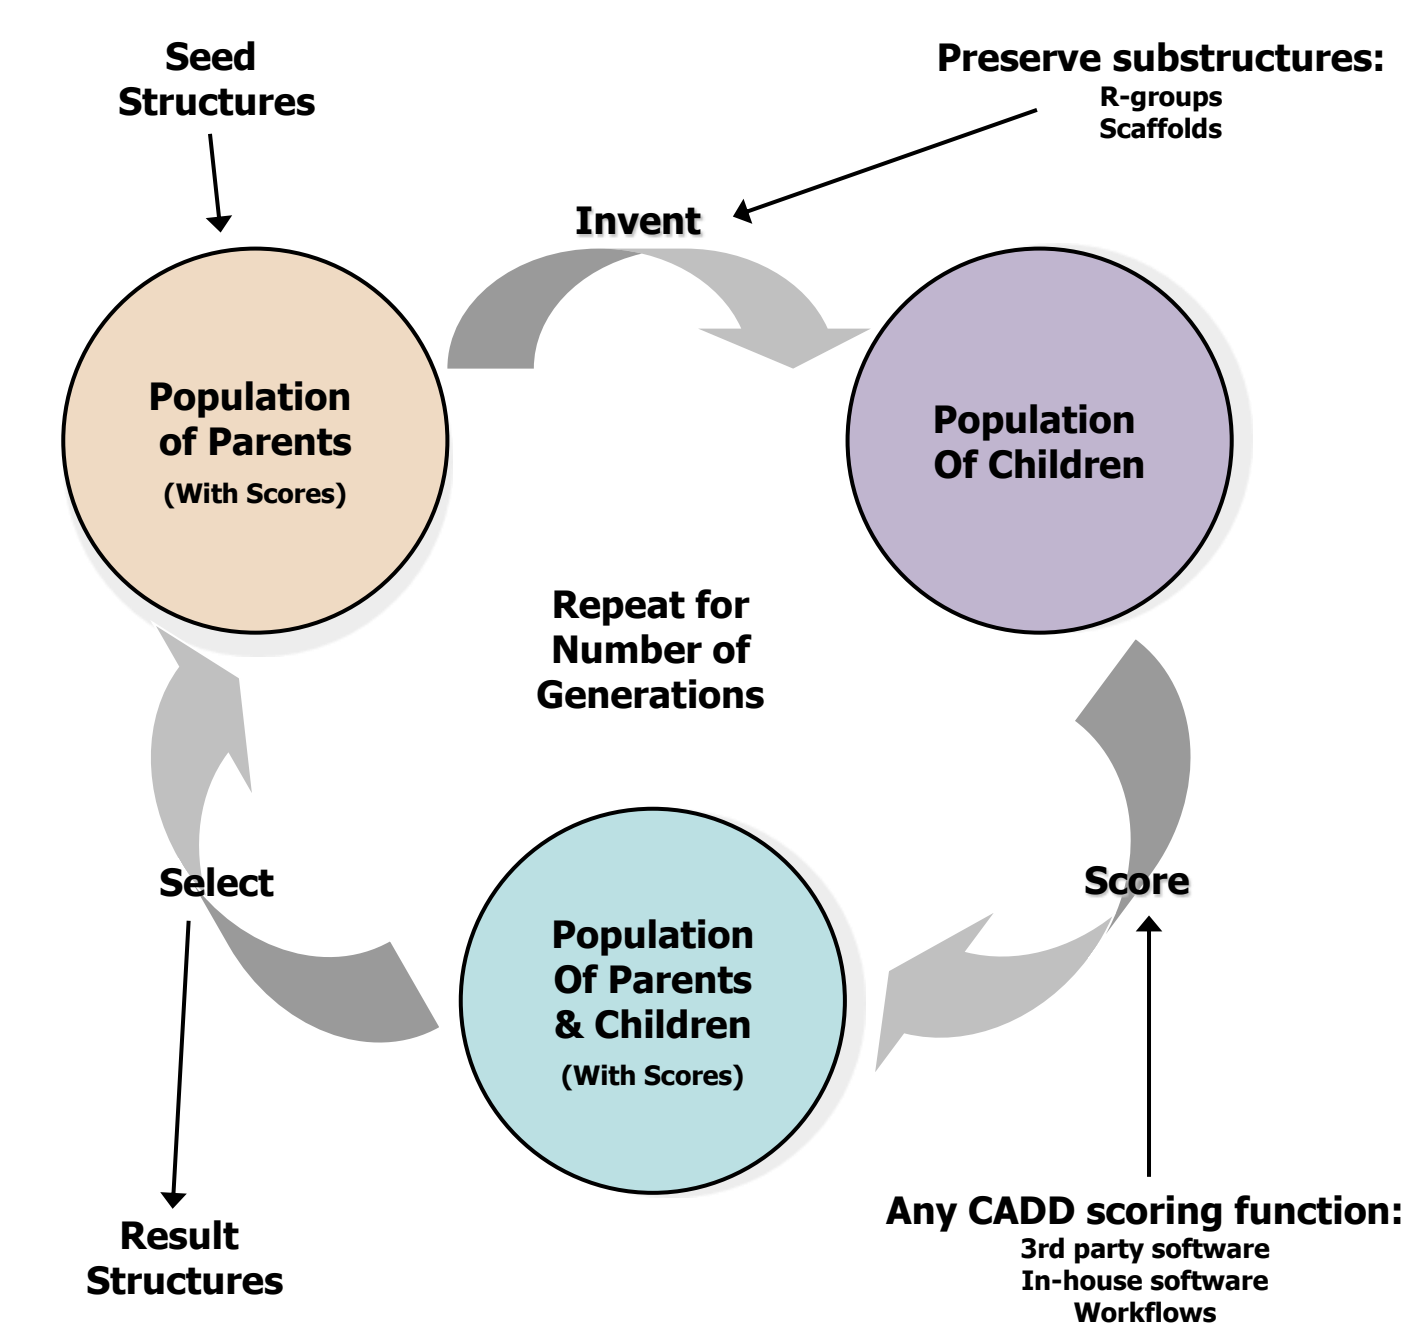 Seed
Structures
Preserve substructures:
R-groups
Scaffolds
Invent
Population
of Parents
(With Scores)
Population
Of Children
Repeat for
Number of
Generations
Select
Score
Population
Of Parents
& Children
(With Scores)
Result
Structures
Any CADD scoring function:
3rd party software
In-house software
Workflows